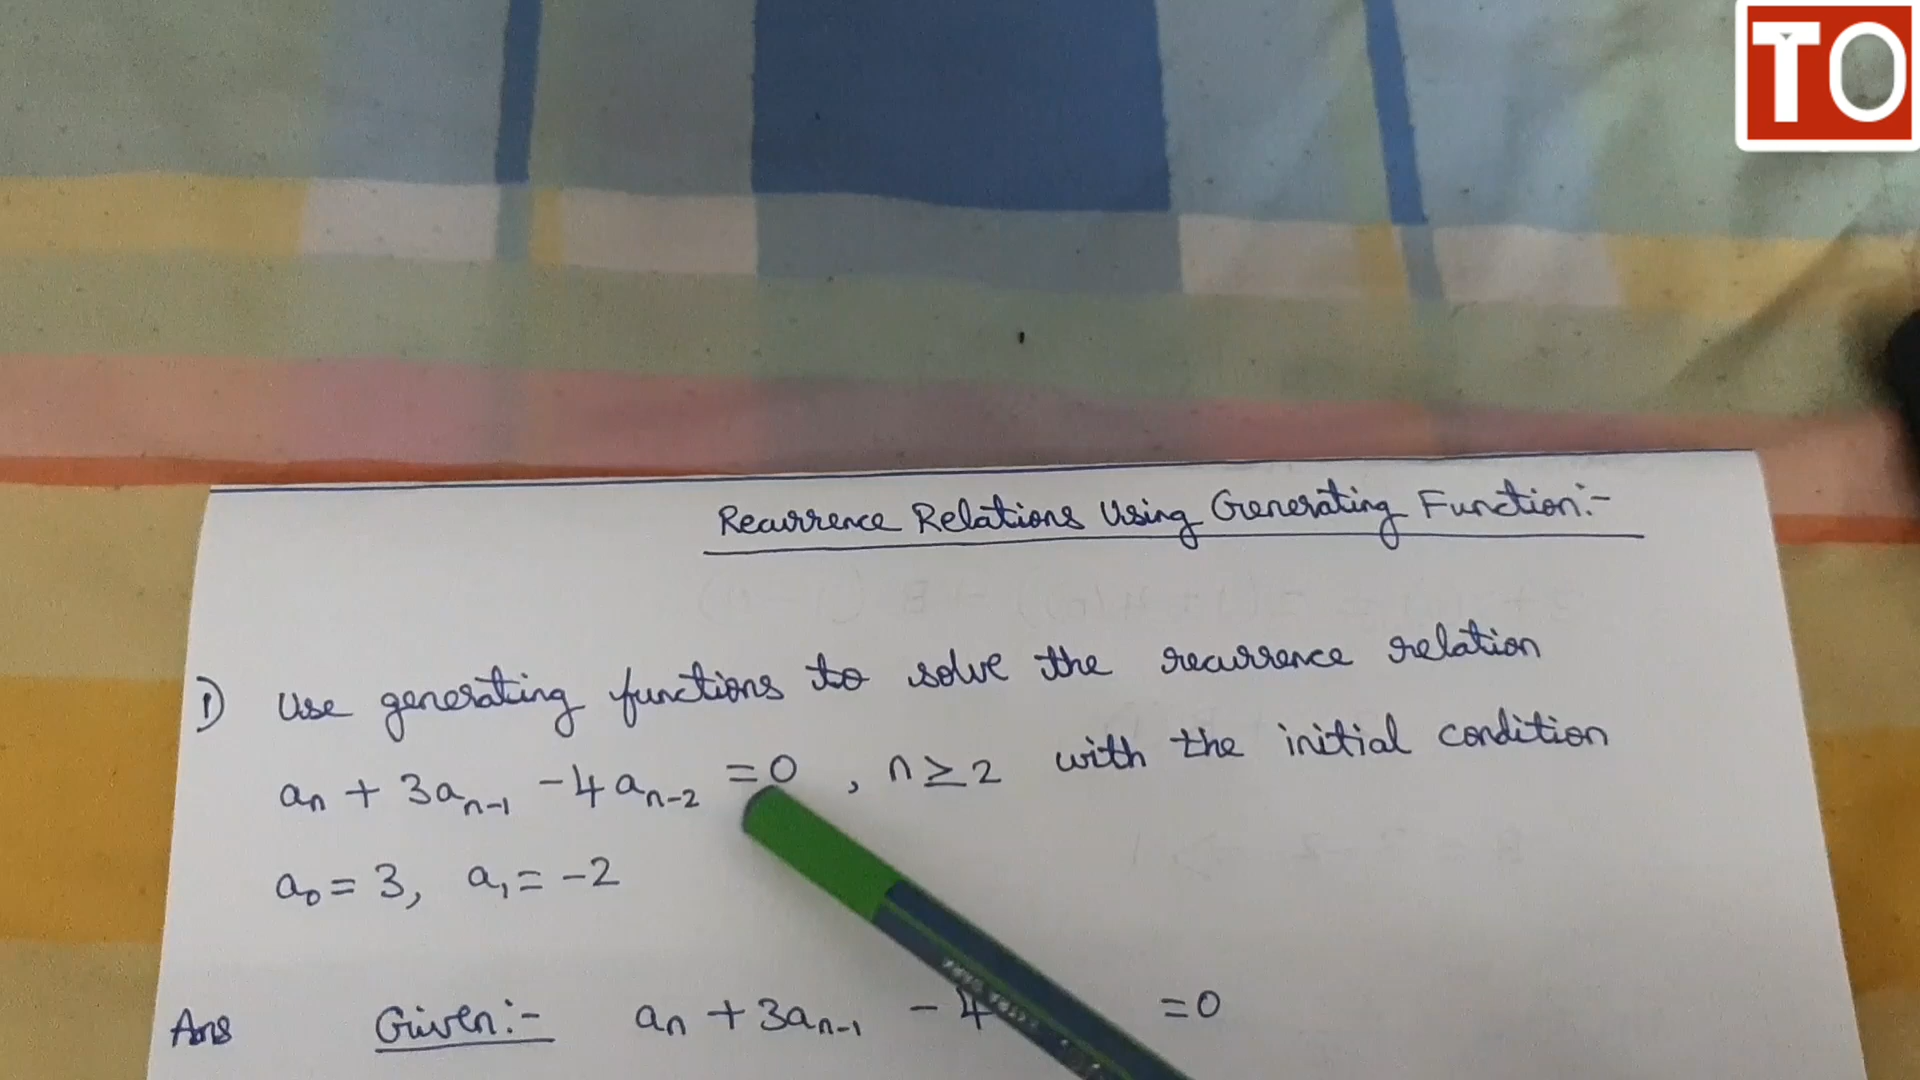 TO
Recurrence Relations Using Generating Function:-
1) Use generating functions to solve the recurrence relation
aₙ + 3aₙ₋₁ - 4aₙ₋₂ = 0 , n ≥ 2 with the initial condition
a₀ = 3, a₁ = -2
Ans Given:- aₙ + 3aₙ₋₁ - 4 = 0